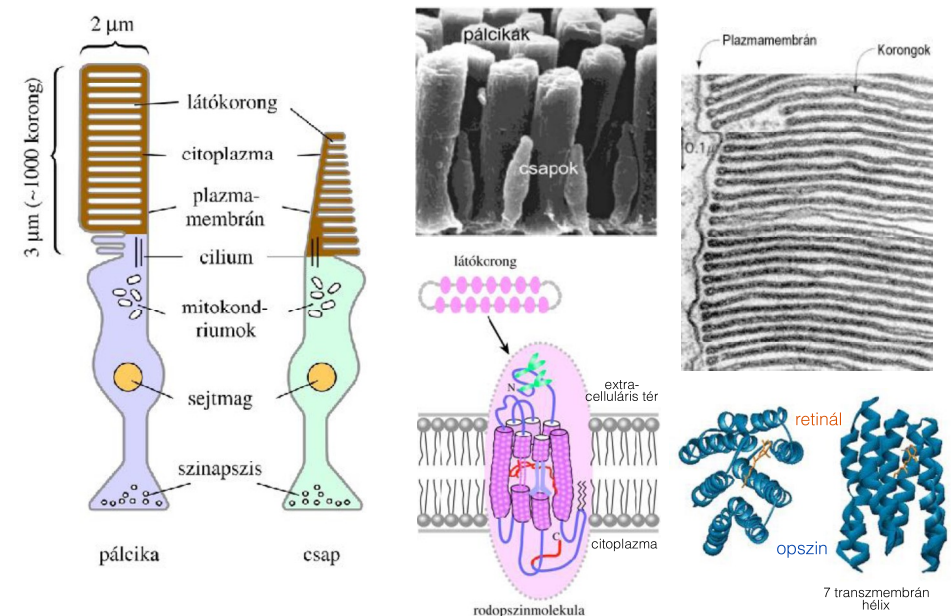 2 µm
3 µm (~1000 korong)
látókorong
citoplazma
plazma-
membrán
cilium
mitokond-
riumok
sejtmag
szinapszis
pálcika
csap
pálcikák
csapok
Plazmamembrán
Korongok
0.1µ
látókorong
N
extra-
celluláris tér
C
citoplazma
rodopszinmolekula
retinál
opszin
7 transzmembrán
hélix